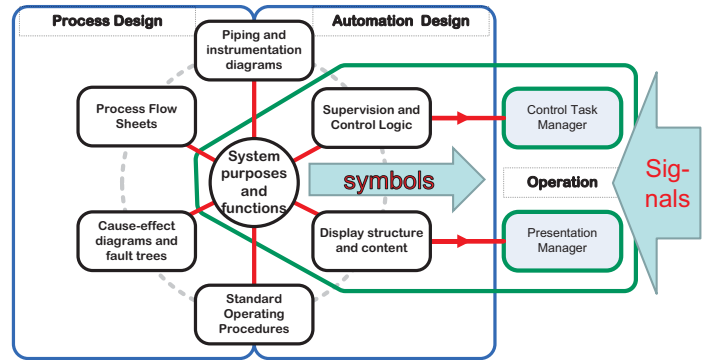 Process Design
Automation Design
Piping and
instrumentation
diagrams
Process Flow
Sheets
Supervision and
Control Logic
Control Task
Manager
System
purposes
and
functions
symbols
Operation
Sig-
nals
Cause-effect
diagrams and
fault trees
Display structure
and content
Presentation
Manager
Standard
Operating
Procedures